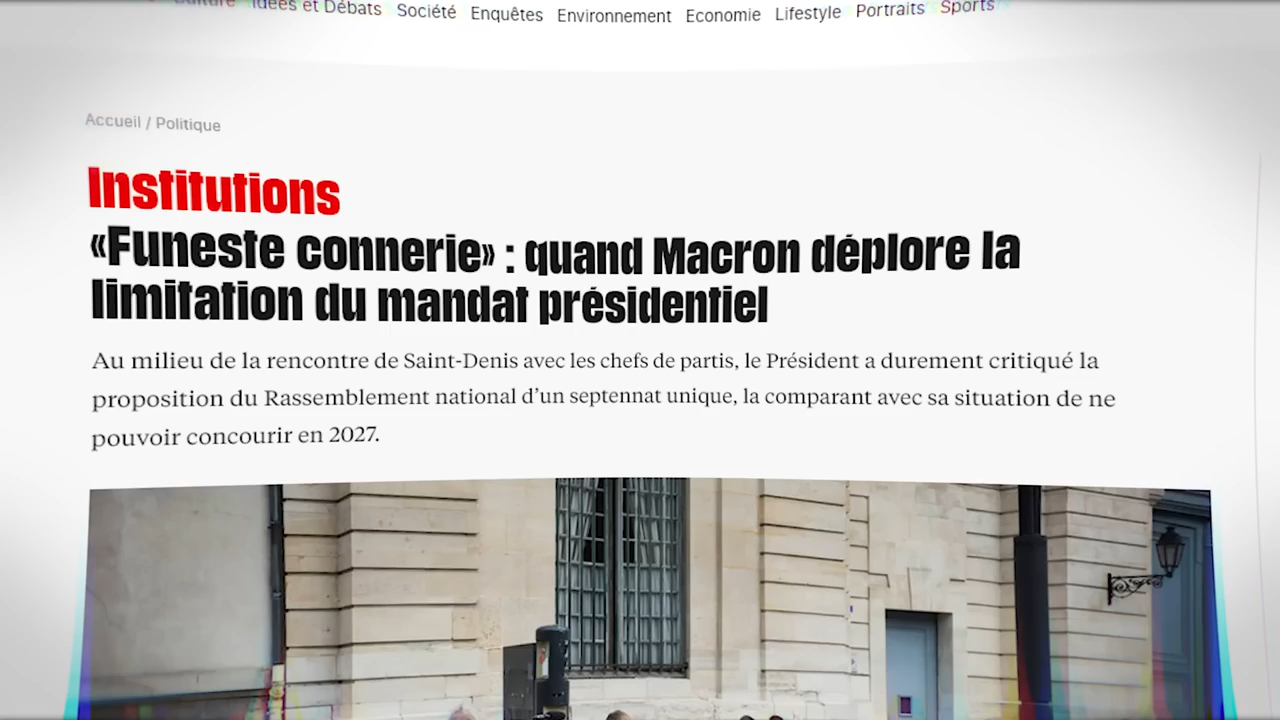 Culture Idées et Débats Société Enquêtes Environnement Economie Lifestyle Portraits Sports
Accueil / Politique
Institutions
«Funeste connerie» : quand Macron déplore la
limitation du mandat présidentiel
Au milieu de la rencontre de Saint-Denis avec les chefs de partis, le Président a durement critiqué la
proposition du Rassemblement national d’un septennat unique, la comparant avec sa situation de ne
pouvoir concourir en 2027.